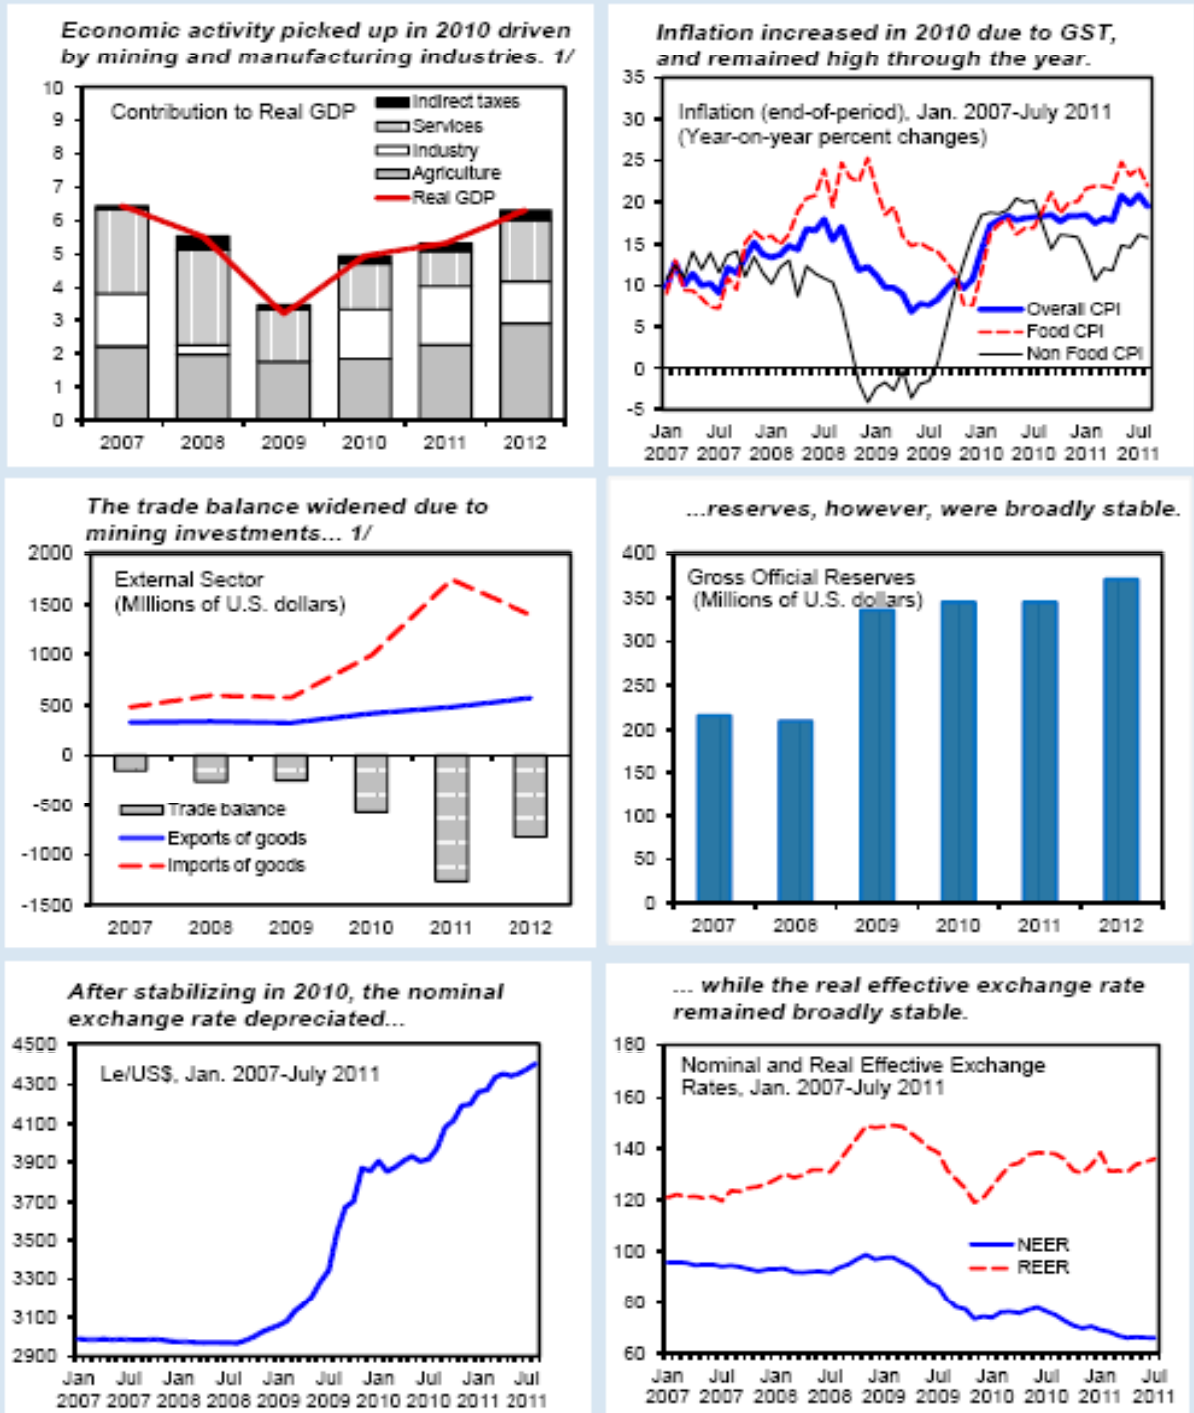 Economic activity picked up in 2010 driven
by mining and manufacturing industries. 1/
10
9
8
7
6
5
4
3
2
1
0
Contribution to Real GDP
Indirect taxes
Services
Industry
Agriculture
Real GDP
2007 2008 2009 2010 2011 2012
Inflation increased in 2010 due to GST,
and remained high through the year.
35
30
25
20
15
10
5
0
-5
Inflation (end-of-period), Jan. 2007-July 2011
(Year-on-year percent changes)
Overall CPI
Food CPI
Non Food CPI
Jan Jul Jan Jul Jan Jul Jan Jul Jan Jul
2007 2007 2008 2008 2009 2009 2010 2010 2011 2011
The trade balance widened due to
mining investments... 1/
2000
1500
1000
500
0
-500
-1000
-1500
External Sector
(Millions of U.S. dollars)
Trade balance
Exports of goods
Imports of goods
2007 2008 2009 2010 2011 2012
...reserves, however, were broadly stable.
400
350
300
250
200
150
100
50
0
Gross Official Reserves
(Millions of U.S. dollars)
2007 2008 2009 2010 2011 2012
After stabilizing in 2010, the nominal
exchange rate depreciated...
4500
4300
4100
3900
3700
3500
3300
3100
2900
Le/US$, Jan. 2007-July 2011
Jan Jul Jan Jul Jan Jul Jan Jul Jan Jul
2007 2007 2008 2008 2009 2009 2010 2010 2011 2011
... while the real effective exchange rate
remained broadly stable.
180
160
140
120
100
80
60
Nominal and Real Effective Exchange
Rates, Jan. 2007-July 2011
NEER
REER
Jan Jul Jan Jul Jan Jul Jan Jul Jan Jul
2007 2007 2008 2008 2009 2009 2010 2010 2011 2011